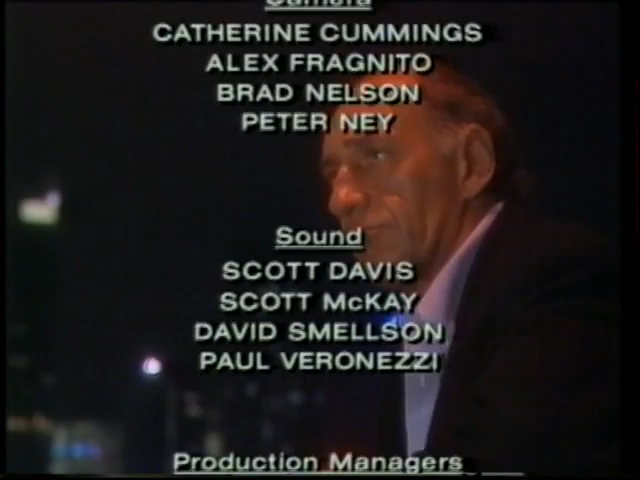 Camera
CATHERINE CUMMINGS
ALEX FRAGNITO
BRAD NELSON
PETER NEY
Sound
SCOTT DAVIS
SCOTT McKAY
DAVID SMELLSON
PAUL VERONEZZI
Production Managers